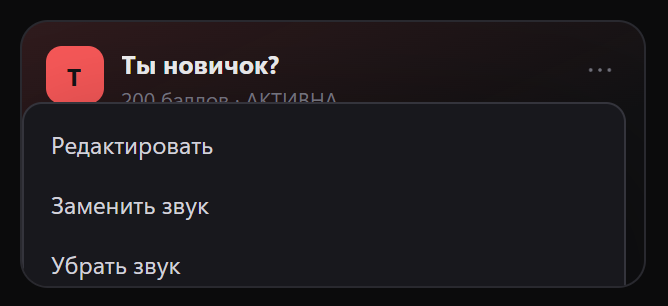 Т
Ты новичок?
200 баллов · АКТИВНА
Редактировать
Заменить звук
Убрать звук